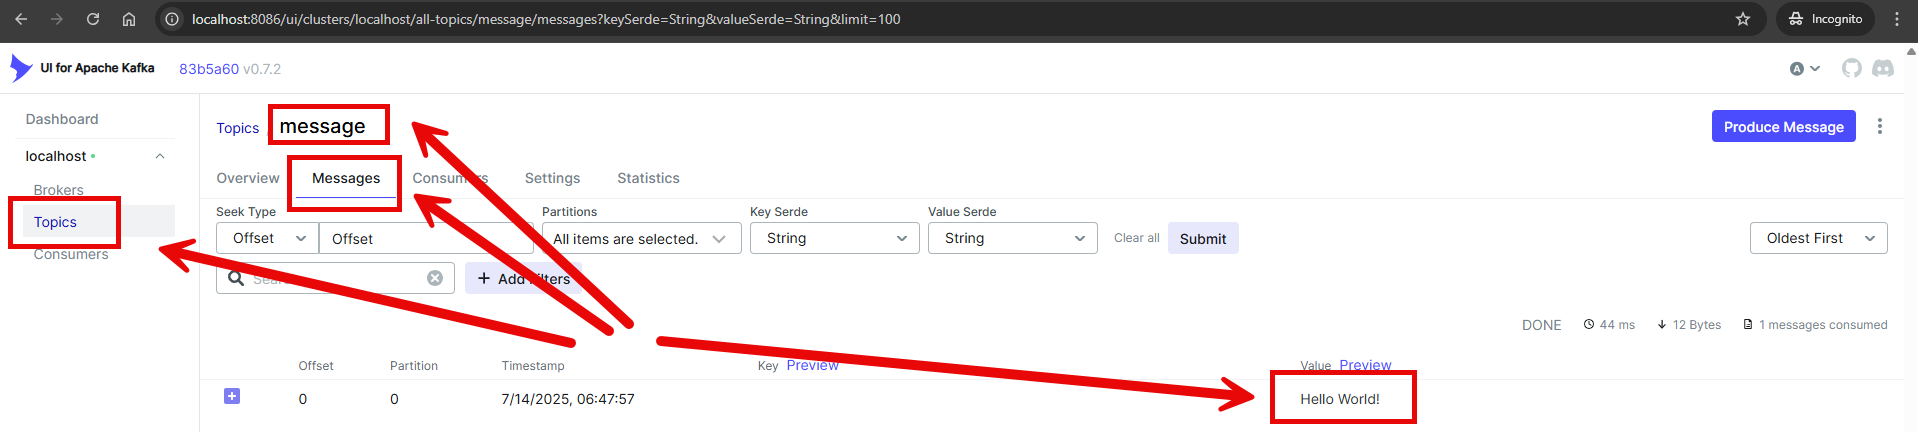 localhost:8086/ui/clusters/localhost/all-topics/message/messages?keySerde=String&valueSerde=String&limit=100
Incognito
UI for Apache Kafka 83b5a60 v0.7.2
A
Dashboard
localhost
Brokers
Topics
Consumers
Topics message
Produce Message
Overview Messages Consumers Settings Statistics
Seek Type Partitions Key Serde Value Serde
Offset Offset All items are selected. String String Clear all Submit Oldest First
Add Filters
DONE 44 ms 12 Bytes 1 messages consumed
Offset Partition Timestamp Key Preview Value Preview
0 0 7/14/2025, 06:47:57 Hello World!